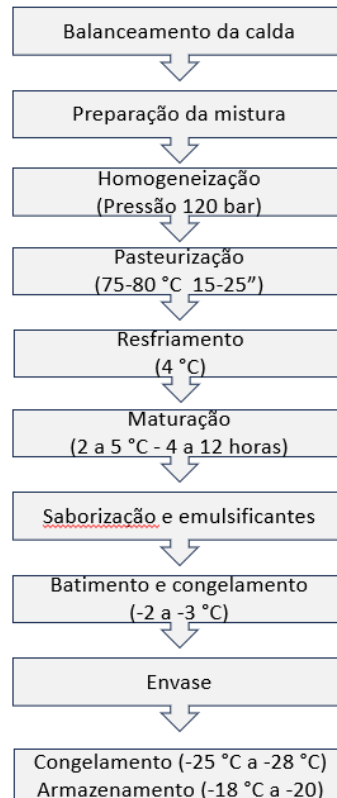 Balanceamento da calda
Preparação da mistura
Homogeneização
(Pressão 120 bar)
Pasteurização
(75-80 °C  15-25”)
Resfriamento
(4 °C)
Maturação
(2 a 5 °C - 4 a 12 horas)
Saborização e emulsificantes
Batimento e congelamento
(-2 a -3 °C)
Envase
Congelamento (-25 °C a -28 °C)
Armazenamento (-18 °C a -20)